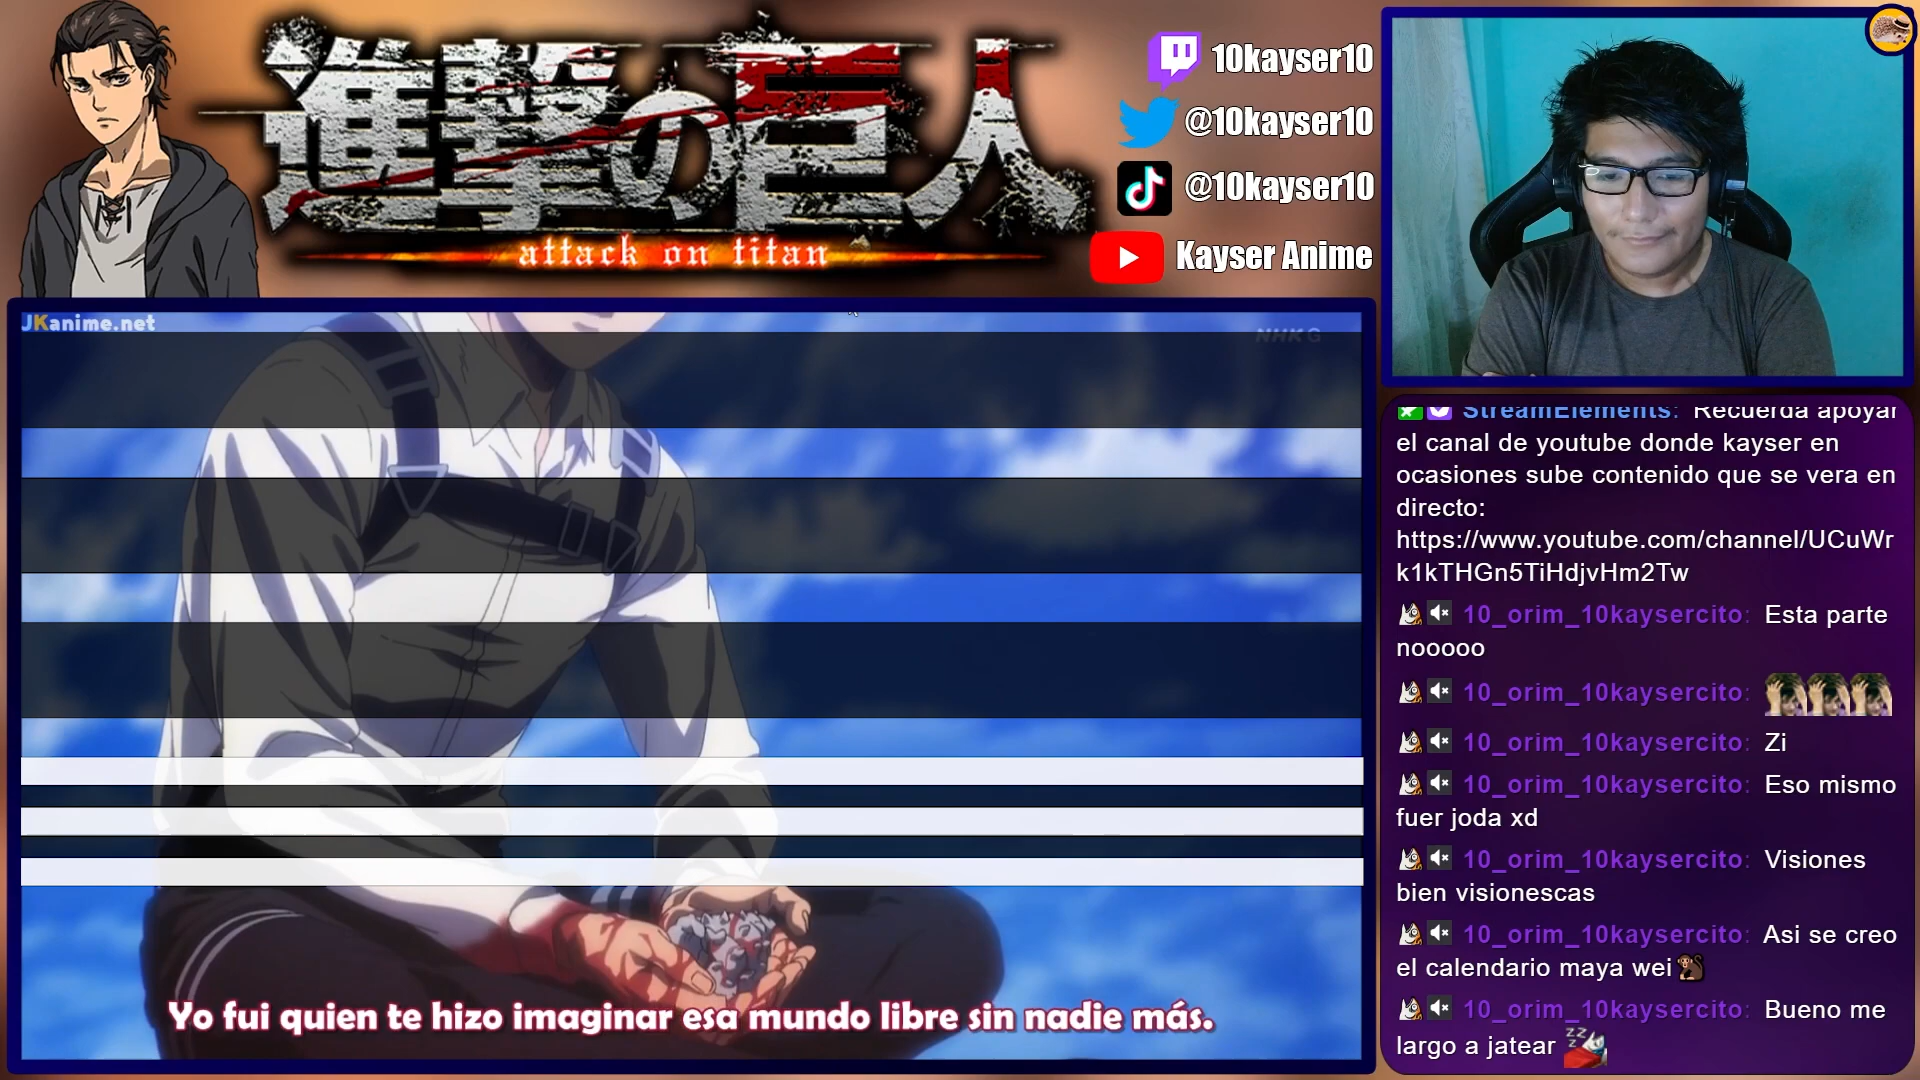 進撃の巨人
attack on titan
10kayser10
@10kayser10
@10kayser10
Kayser Anime
JKanime.net
NHK G
Yo fui quien te hizo imaginar esa mundo libre sin nadie más.
StreamElements: Recuerda apoyar
el canal de youtube donde kayser en
ocasiones sube contenido que se vera en
directo:
https://www.youtube.com/channel/UCuWr
k1kTHGn5TiHdjvHm2Tw
10_orim_10kaysercito: Esta parte
nooooo
10_orim_10kaysercito:
10_orim_10kaysercito: Zi
10_orim_10kaysercito: Eso mismo
fuer joda xd
10_orim_10kaysercito: Visiones
bien visionescas
10_orim_10kaysercito: Asi se creo
el calendario maya wei
10_orim_10kaysercito: Bueno me
largo a jatear